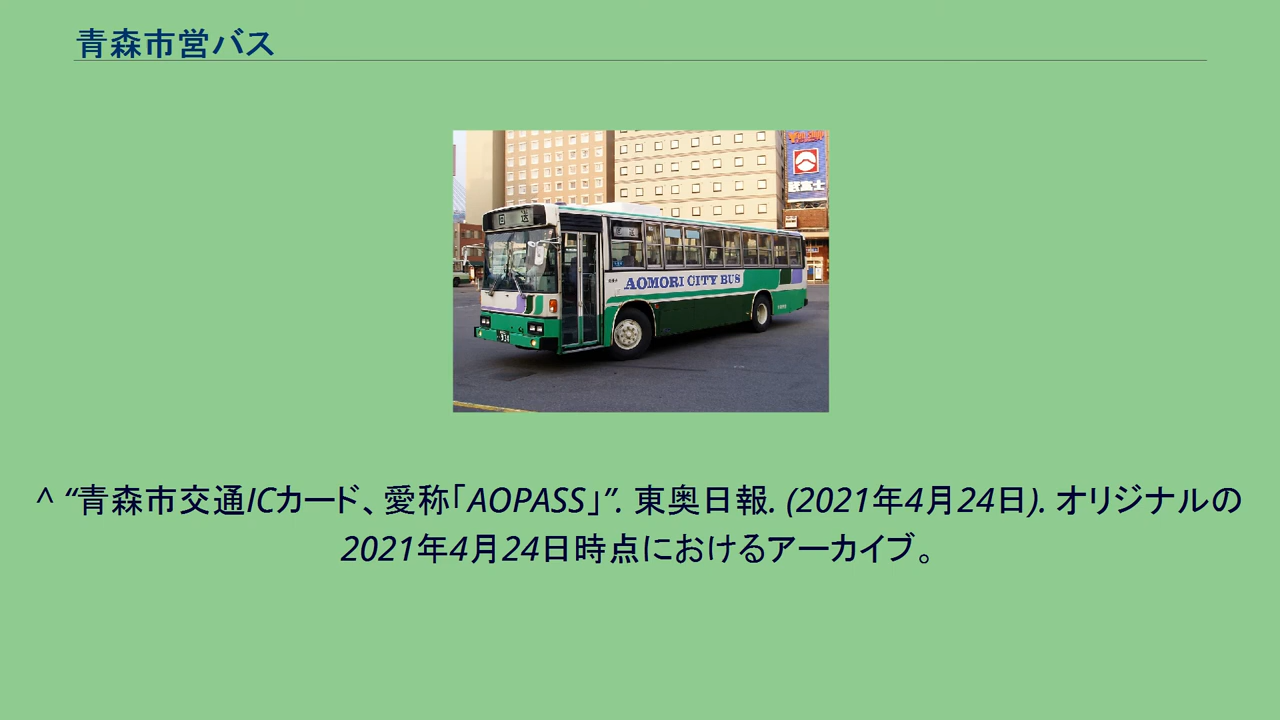 青森市営バス
回送
AOMORI CITY BUS
^ “青森市交通ICカード、愛称「AOPASS」”. 東奥日報. (2021年4月24日). オリジナルの
2021年4月24日時点におけるアーカイブ。